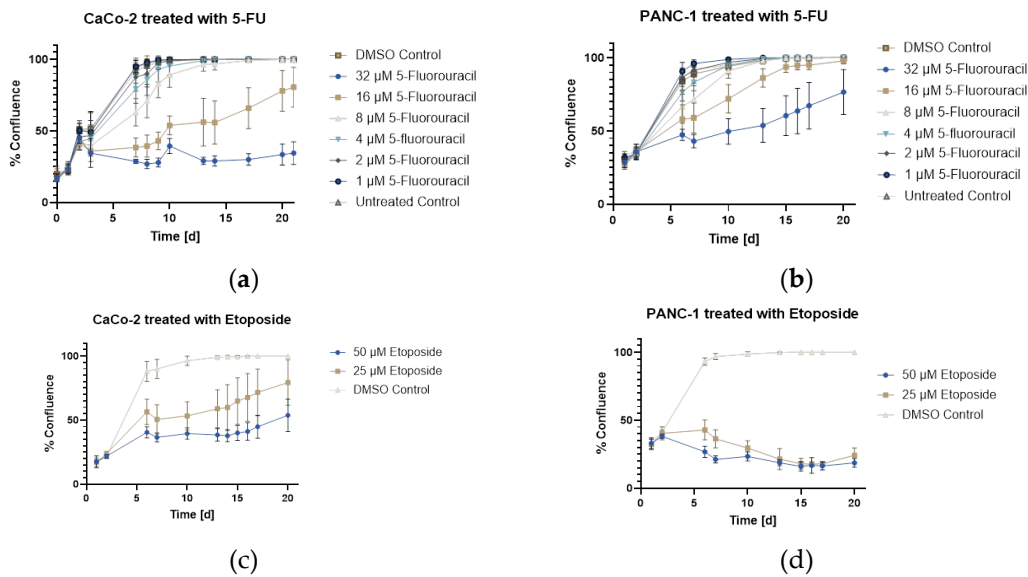 CaCo-2 treated with 5-FU
% Confluence
100
50
0
0 5 10 15 20
Time [d]
DMSO Control
32 µM 5-Fluorouracil
16 µM 5-Fluorouracil
8 µM 5-Fluorouracil
4 µM 5-fluorouracil
2 µM 5-Fluorouracil
1 µM 5-Fluorouracil
Untreated Control
(a)
PANC-1 treated with 5-FU
% Confluence
100
50
0
0 5 10 15 20
Time [d]
DMSO Control
32 µM 5-Fluorouracil
16 µM 5-Fluorouracil
8 µM 5-Fluorouracil
4 µM 5-fluorouracil
2 µM 5-Fluorouracil
1 µM 5-Fluorouracil
Untreated Control
(b)
CaCo-2 treated with Etoposide
% Confluence
100
50
0
0 5 10 15 20
Time [d]
50 µM Etoposide
25 µM Etoposide
DMSO Control
(c)
PANC-1 treated with Etoposide
% Confluence
100
50
0
0 5 10 15 20
Time [d]
50 µM Etoposide
25 µM Etoposide
DMSO Control
(d)